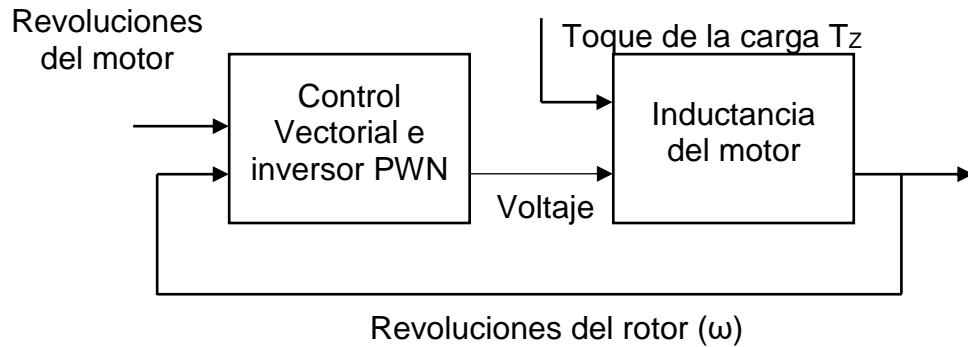 Revoluciones
del motor
Toque de la carga Tz
Control
Vectorial e
inversor PWN
Inductancia
del motor
Voltaje
Revoluciones del rotor (ω)